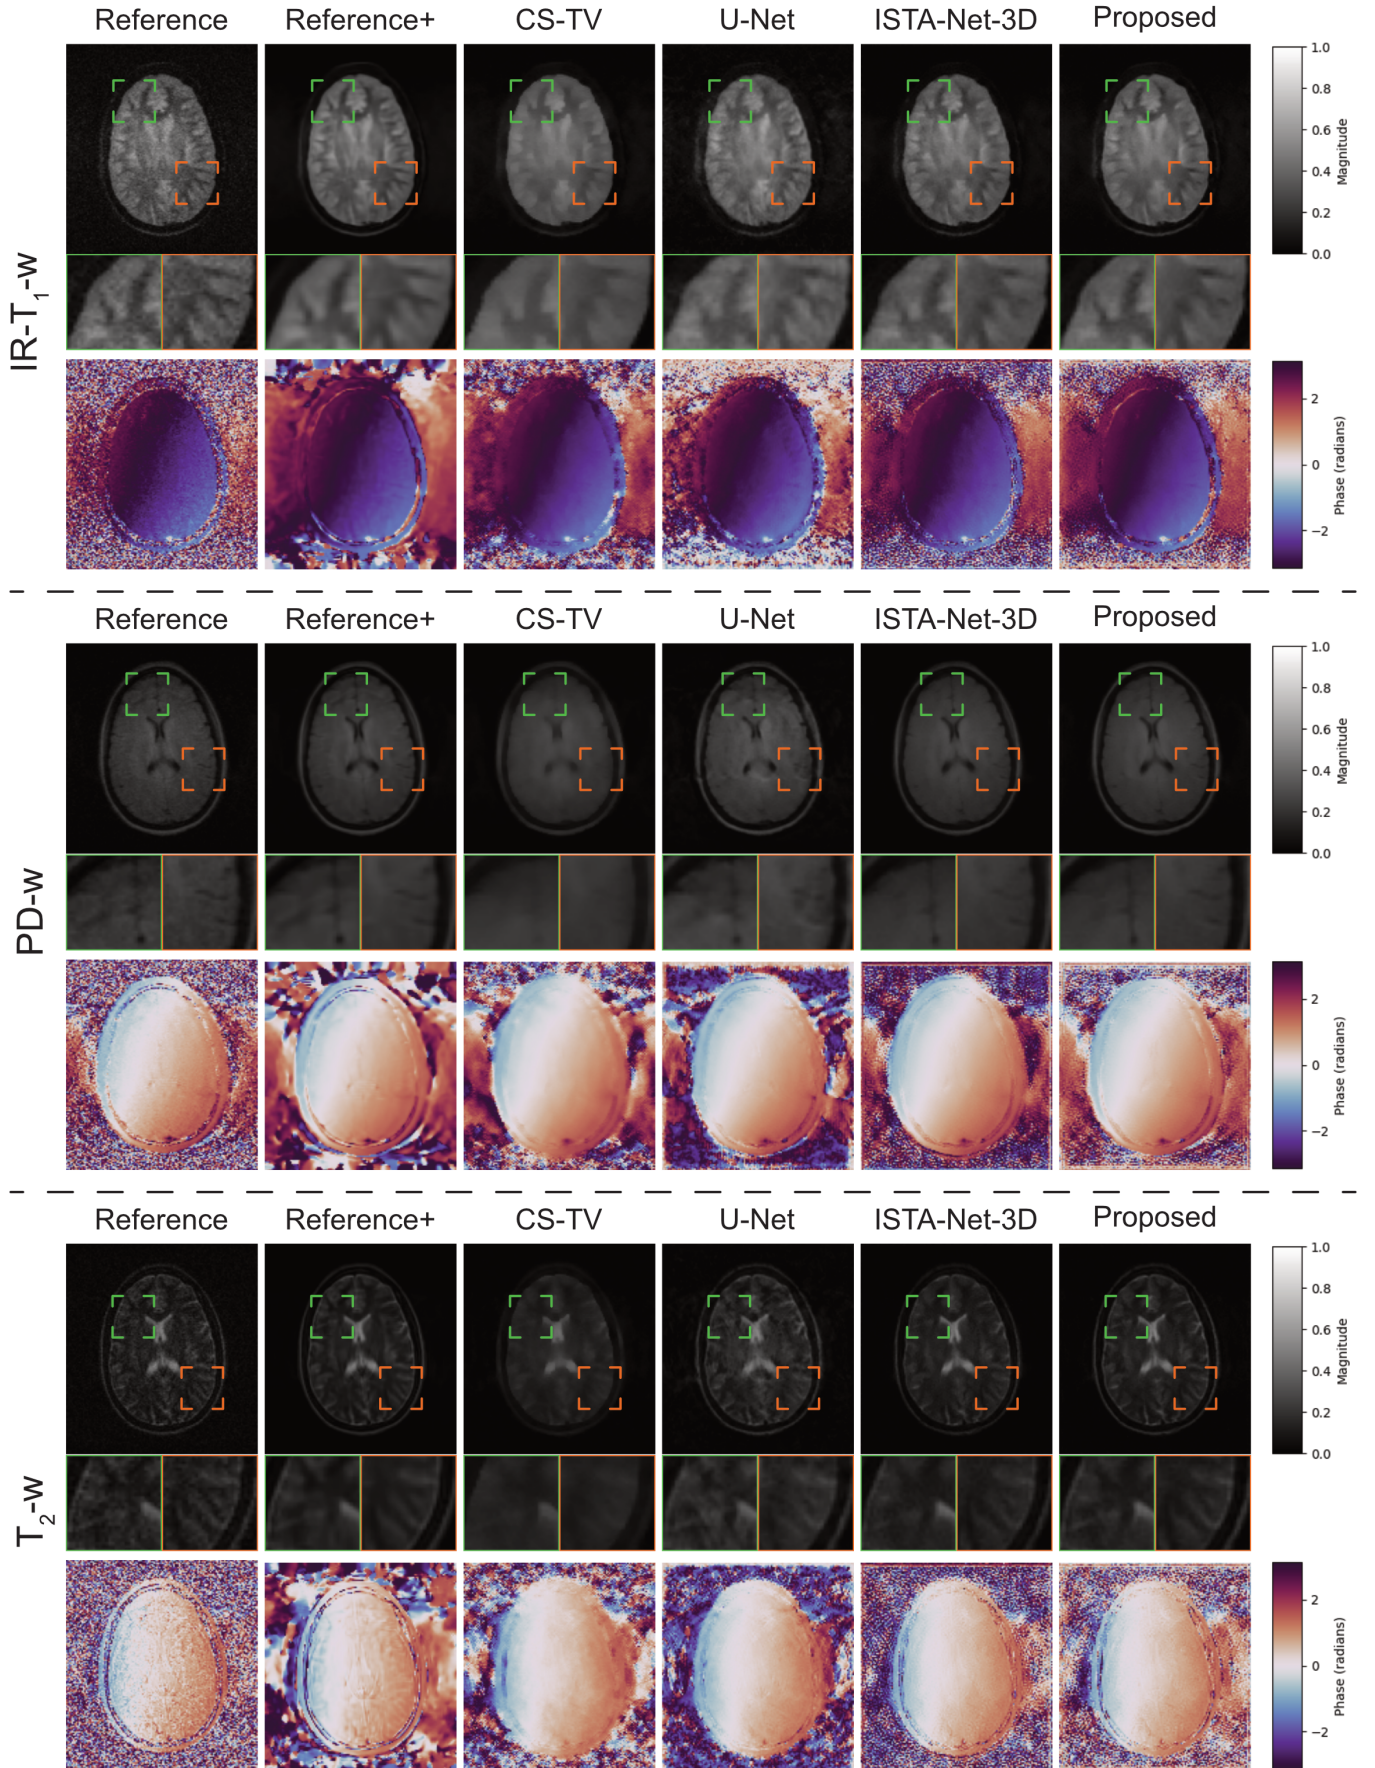 Reference Reference+ CS-TV U-Net ISTA-Net-3D Proposed
IR-T1-w
1.0
0.8
0.6
0.4
0.2
0.0
Magnitude
2
0
−2
Phase (radians)
Reference Reference+ CS-TV U-Net ISTA-Net-3D Proposed
PD-w
1.0
0.8
0.6
0.4
0.2
0.0
Magnitude
2
0
−2
Phase (radians)
Reference Reference+ CS-TV U-Net ISTA-Net-3D Proposed
T2-w
1.0
0.8
0.6
0.4
0.2
0.0
Magnitude
2
0
−2
Phase (radians)